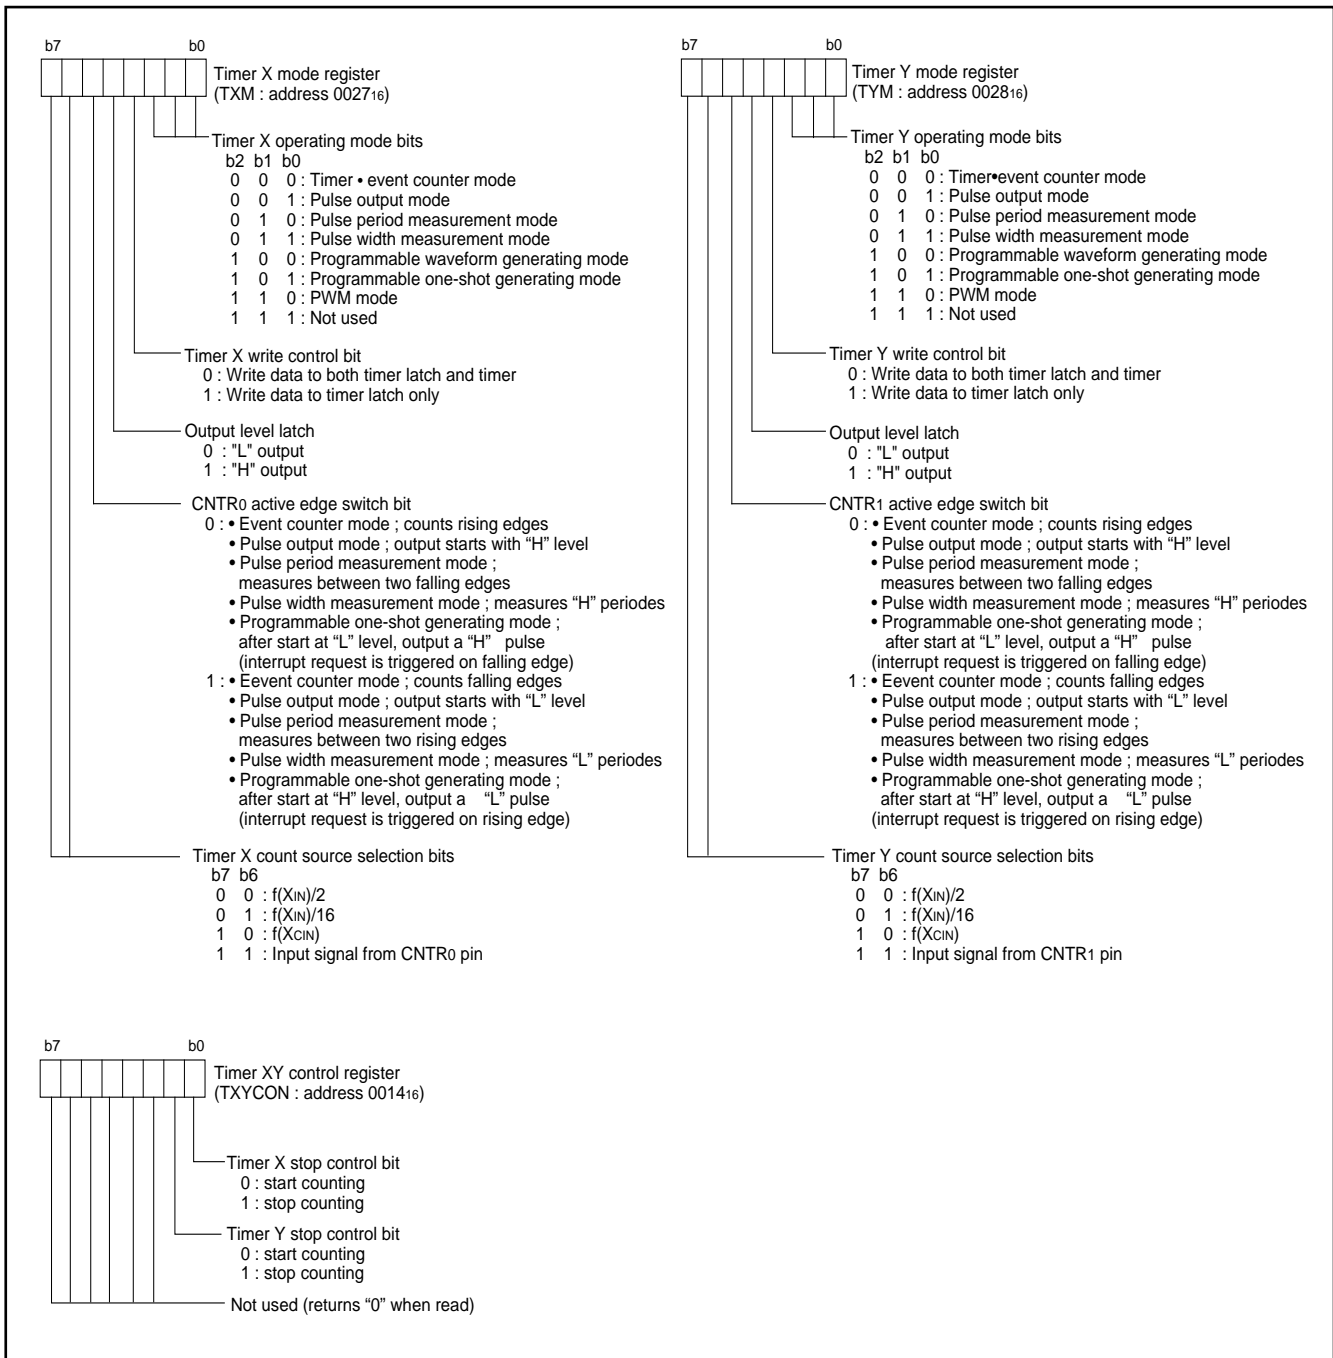 b7 b0
Timer X mode register
(TXM : address 002716)
Timer X operating mode bits
b2 b1 b0
0 0 0 : Timer • event counter mode
0 0 1 : Pulse output mode
0 1 0 : Pulse period measurement mode
0 1 1 : Pulse width measurement mode
1 0 0 : Programmable waveform generating mode
1 0 1 : Programmable one-shot generating mode
1 1 0 : PWM mode
1 1 1 : Not used
Timer X write control bit
0 : Write data to both timer latch and timer
1 : Write data to timer latch only
Output level latch
0 : "L" output
1 : "H" output
CNTR0 active edge switch bit
0 : • Event counter mode ; counts rising edges
• Pulse output mode ; output starts with “H” level
• Pulse period measurement mode ;
measures between two falling edges
• Pulse width measurement mode ; measures “H” periodes
• Programmable one-shot generating mode ;
after start at “L” level, output a “H” pulse
(interrupt request is triggered on falling edge)
1 : • Eevent counter mode ; counts falling edges
• Pulse output mode ; output starts with “L” level
• Pulse period measurement mode ;
measures between two rising edges
• Pulse width measurement mode ; measures “L” periodes
• Programmable one-shot generating mode ;
after start at “H” level, output a “L” pulse
(interrupt request is triggered on rising edge)
Timer X count source selection bits
b7 b6
0 0 : f(XIN)/2
0 1 : f(XIN)/16
1 0 : f(XCIN)
1 1 : Input signal from CNTR0 pin
b7 b0
Timer Y mode register
(TYM : address 002816)
Timer Y operating mode bits
b2 b1 b0
0 0 0 : Timer•event counter mode
0 0 1 : Pulse output mode
0 1 0 : Pulse period measurement mode
0 1 1 : Pulse width measurement mode
1 0 0 : Programmable waveform generating mode
1 0 1 : Programmable one-shot generating mode
1 1 0 : PWM mode
1 1 1 : Not used
Timer Y write control bit
0 : Write data to both timer latch and timer
1 : Write data to timer latch only
Output level latch
0 : "L" output
1 : "H" output
CNTR1 active edge switch bit
0 : • Event counter mode ; counts rising edges
• Pulse output mode ; output starts with “H” level
• Pulse period measurement mode ;
measures between two falling edges
• Pulse width measurement mode ; measures “H” periodes
• Programmable one-shot generating mode ;
after start at “L” level, output a “H” pulse
(interrupt request is triggered on falling edge)
1 : • Eevent counter mode ; counts falling edges
• Pulse output mode ; output starts with “L” level
• Pulse period measurement mode ;
measures between two rising edges
• Pulse width measurement mode ; measures “L” periodes
• Programmable one-shot generating mode ;
after start at “H” level, output a “L” pulse
(interrupt request is triggered on rising edge)
Timer Y count source selection bits
b7 b6
0 0 : f(XIN)/2
0 1 : f(XIN)/16
1 0 : f(XCIN)
1 1 : Input signal from CNTR1 pin
b7 b0
Timer XY control register
(TXYCON : address 001416)
Timer X stop control bit
0 : start counting
1 : stop counting
Timer Y stop control bit
0 : start counting
1 : stop counting
Not used (returns “0” when read)